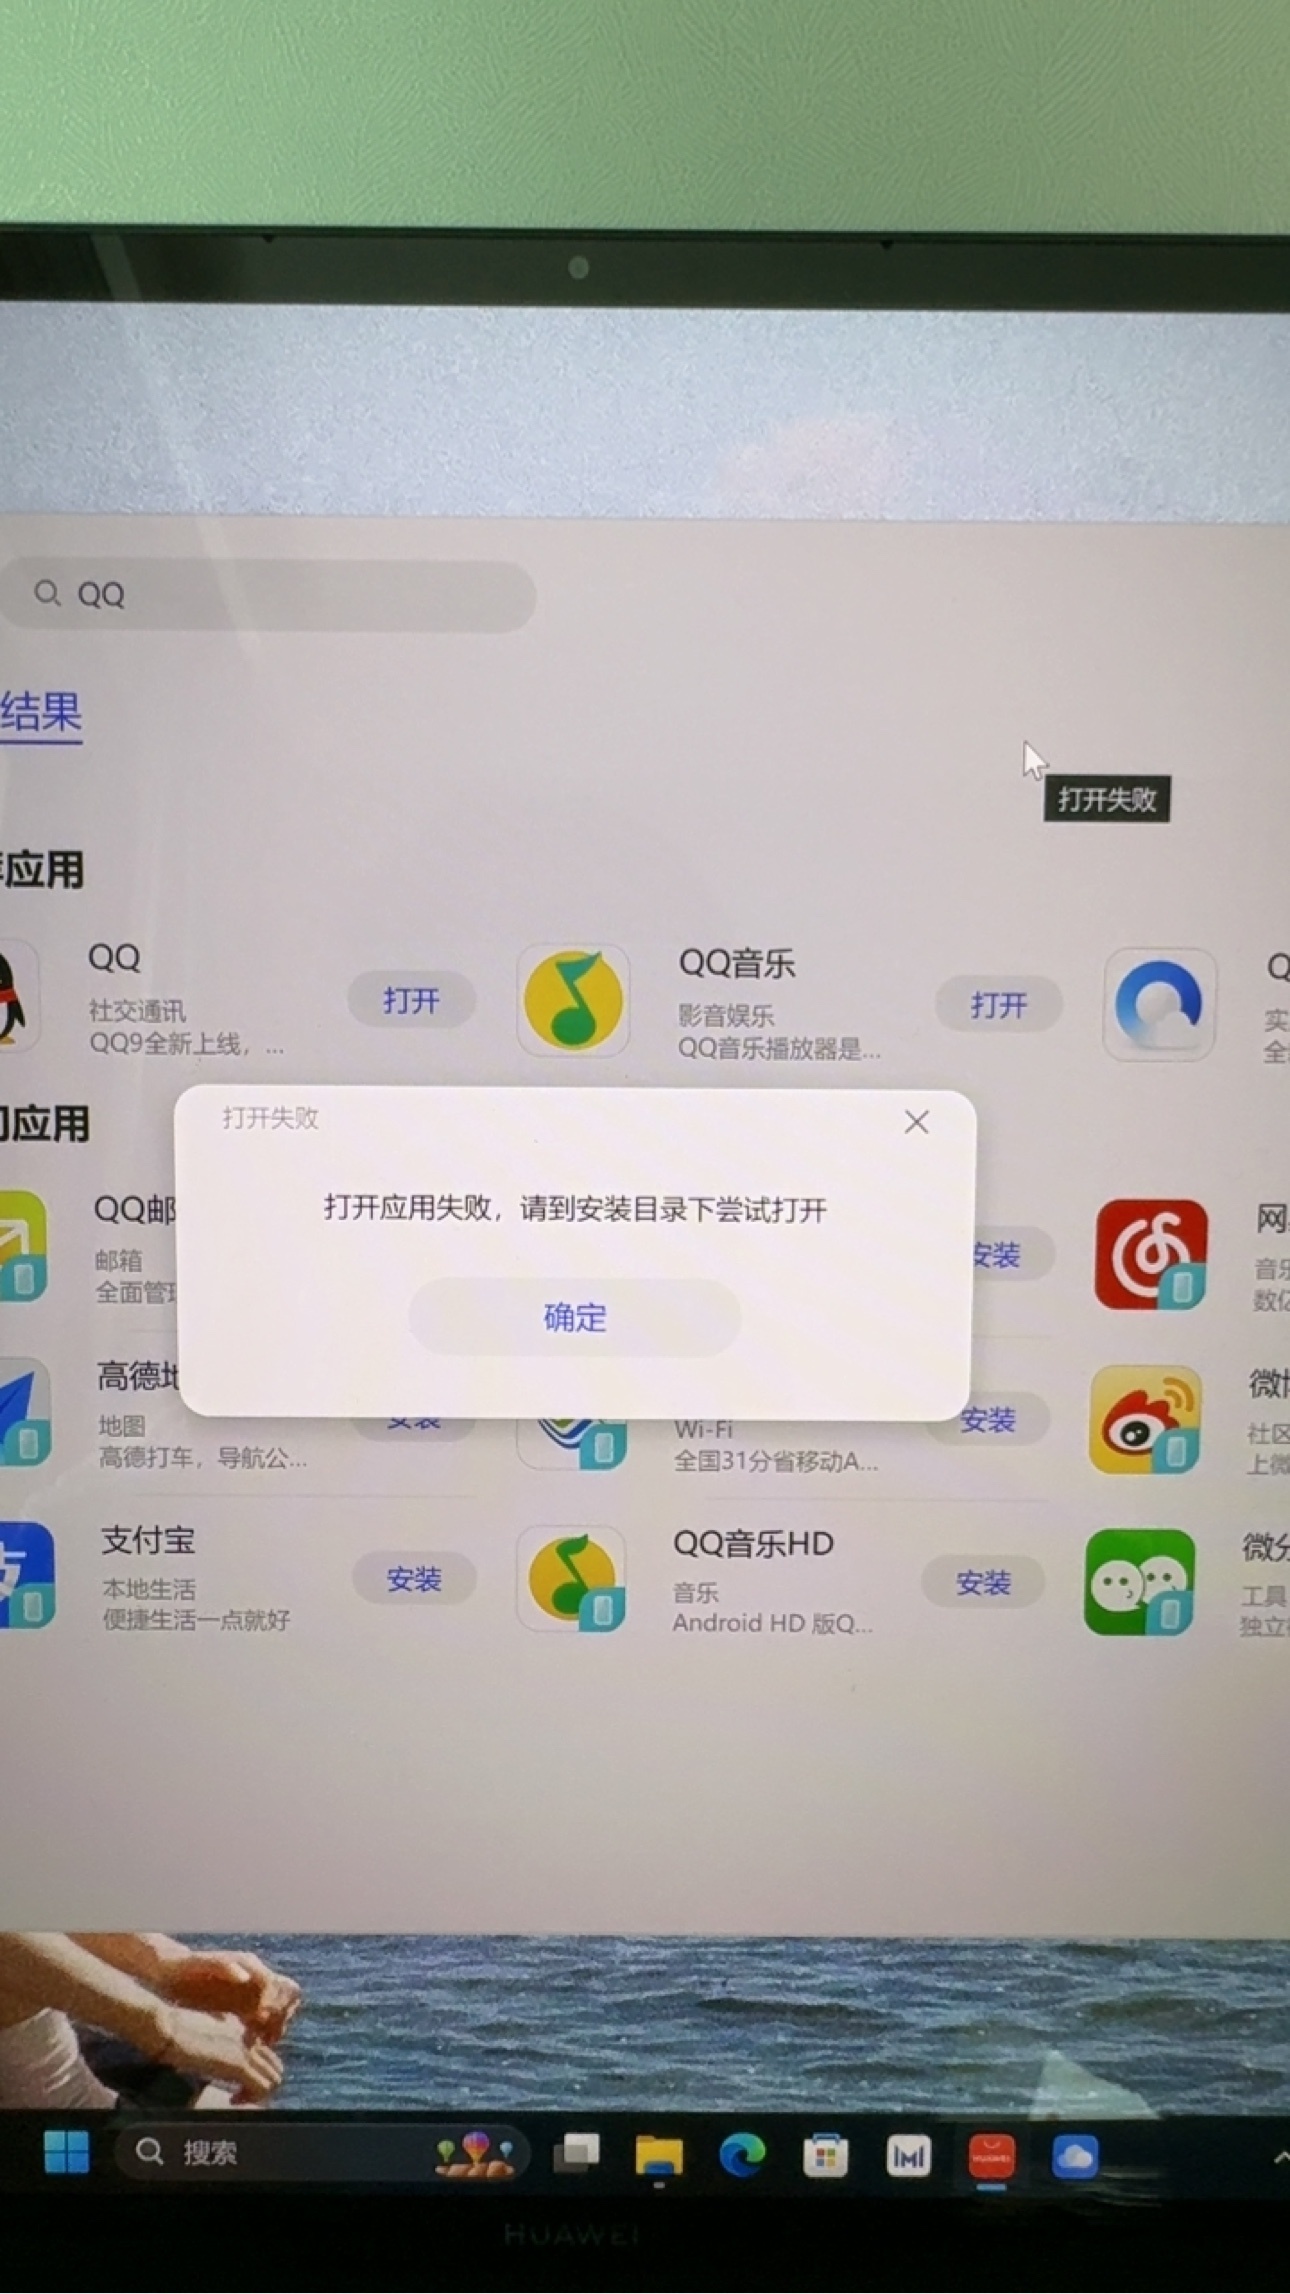 QQ
结果
打开失败
应用
QQ
社交通讯
QQ9全新上线，...
打开
QQ音乐
影音娱乐
QQ音乐播放器是...
打开
Q
实
全
应用
打开失败
打开应用失败，请到安装目录下尝试打开
确定
QQ邮
邮箱
全面管
安装
网
音乐
数亿
高德地
地图
高德打车，导航公...
安装
Wi-Fi
全国31分省移动A...
安装
微博
社区
上微
支付宝
本地生活
便捷生活一点就好
安装
QQ音乐HD
音乐
Android HD 版Q...
安装
微分
工具
独立
搜索
HUAWEI
HUAWEI